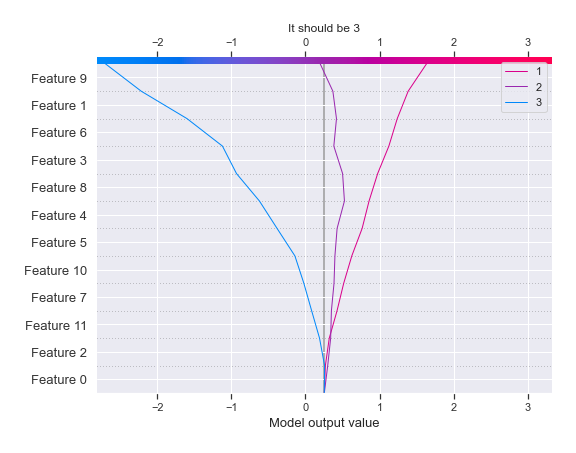 It should be 3
−2 −1 0 1 2 3
1
2
3
Feature 9
Feature 1
Feature 6
Feature 3
Feature 8
Feature 4
Feature 5
Feature 10
Feature 7
Feature 11
Feature 2
Feature 0
−2 −1 0 1 2 3
Model output value